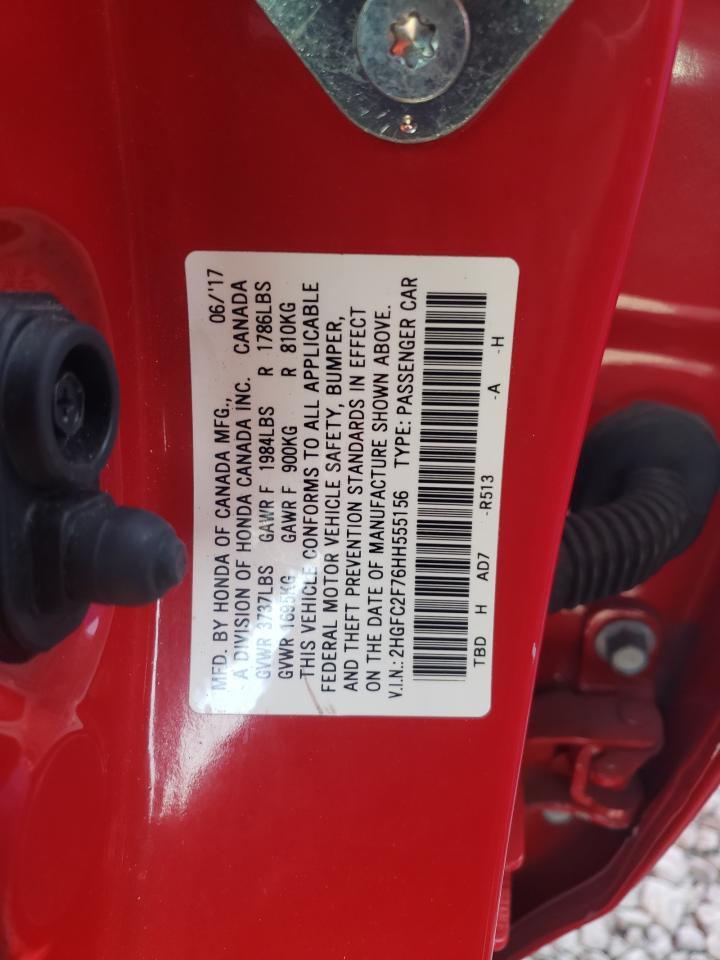 MFD. BY HONDA OF CANADA MFG., 06/'17
A DIVISION OF HONDA CANADA INC. CANADA
GVWR 3737LBS GAWR F 1984LBS R 1786LBS
GVWR 1695KG GAWR F 900KG R 810KG
THIS VEHICLE CONFORMS TO ALL APPLICABLE
FEDERAL MOTOR VEHICLE SAFETY, BUMPER,
AND THEFT PREVENTION STANDARDS IN EFFECT
ON THE DATE OF MANUFACTURE SHOWN ABOVE.
V.I.N.: 2HGFC2F76HH555156 TYPE: PASSENGER CAR
TBD H AD7 -R513 -A -H